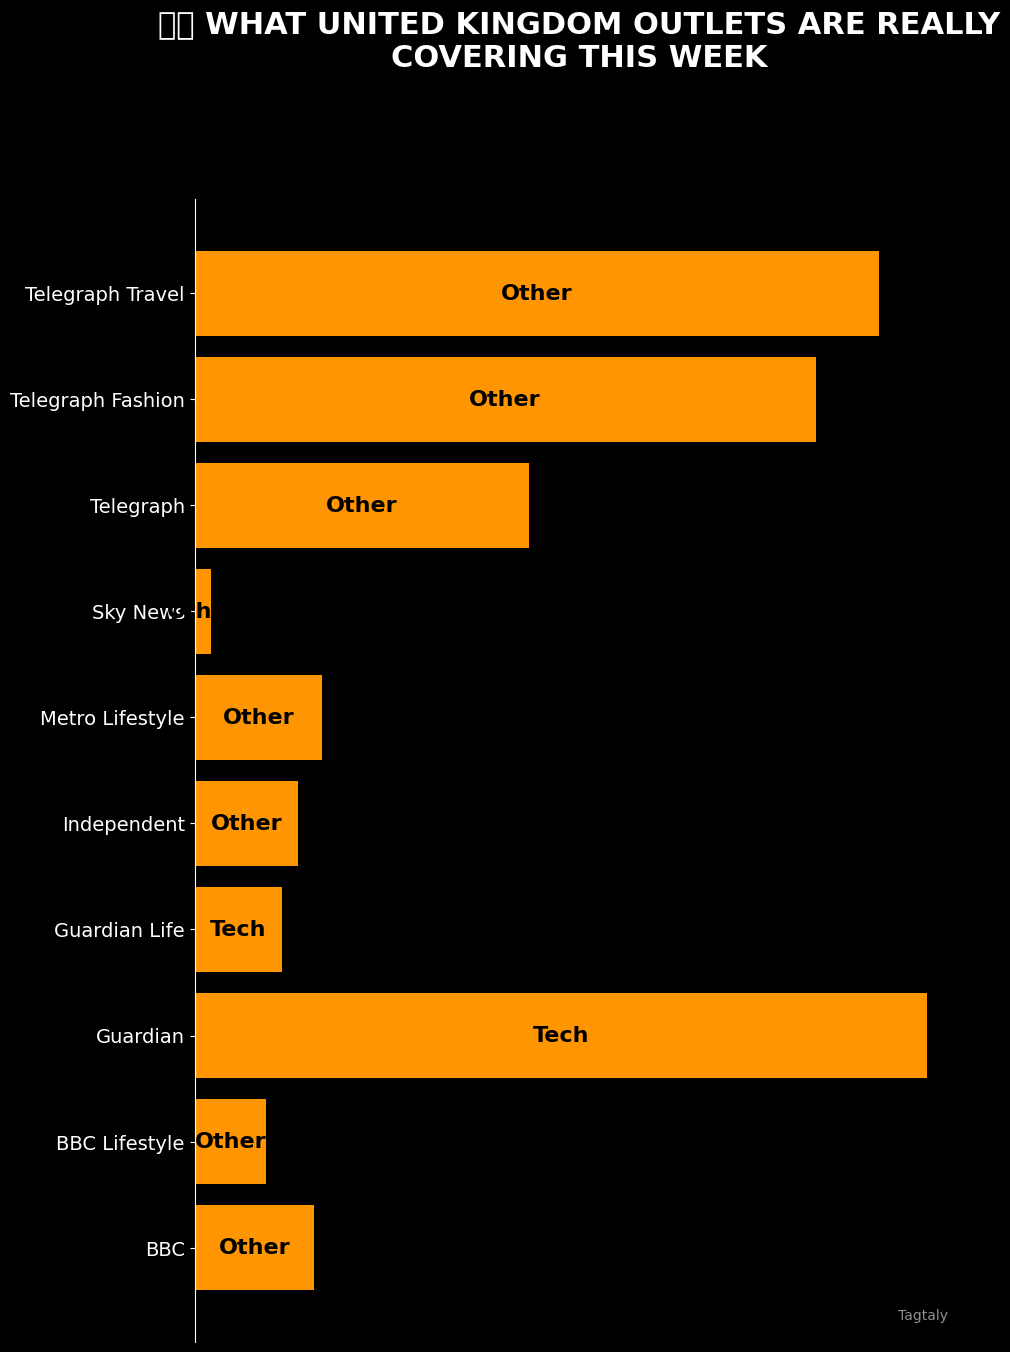 WHAT UNITED KINGDOM OUTLETS ARE REALLY
COVERING THIS WEEK
Telegraph Travel
Other
Telegraph Fashion
Other
Telegraph
Other
Sky News
h
Metro Lifestyle
Other
Independent
Other
Guardian Life
Tech
Guardian
Tech
BBC Lifestyle
Other
BBC
Other
Tagtaly